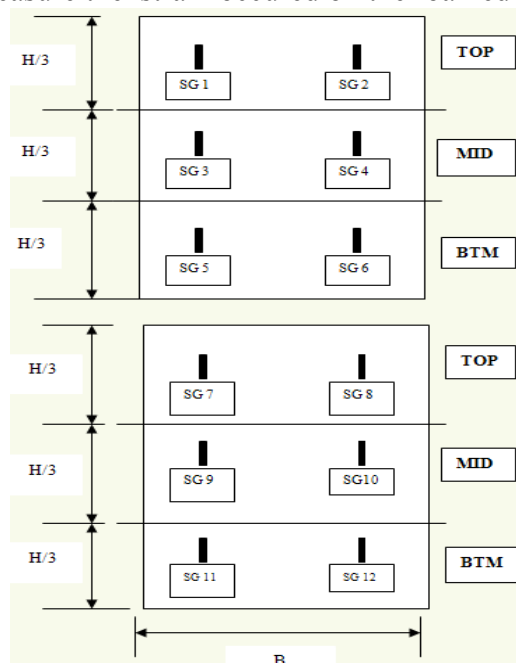 H/3
TOP
SG 1
SG 2
H/3
MID
SG 3
SG 4
H/3
BTM
SG 5
SG 6
H/3
TOP
SG 7
SG 8
H/3
MID
SG 9
SG10
H/3
BTM
SG 11
SG 12
B